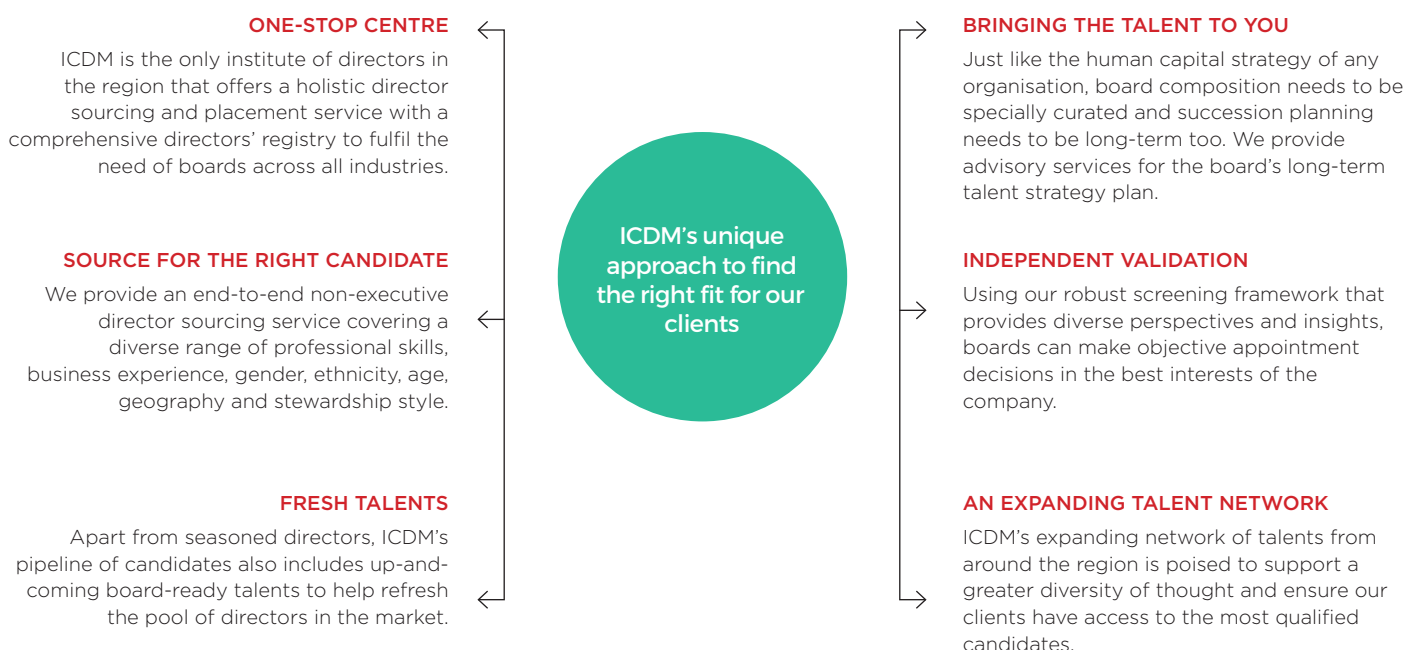 ONE-STOP CENTRE
ICDM is the only institute of directors in
the region that offers a holistic director
sourcing and placement service with a
comprehensive directors’ registry to fulfil the
need of boards across all industries.
SOURCE FOR THE RIGHT CANDIDATE
We provide an end-to-end non-executive
director sourcing service covering a
diverse range of professional skills,
business experience, gender, ethnicity, age,
geography and stewardship style.
FRESH TALENTS
Apart from seasoned directors, ICDM’s
pipeline of candidates also includes up-and-
coming board-ready talents to help refresh
the pool of directors in the market.
ICDM’s unique
approach to find
the right fit for our
clients
BRINGING THE TALENT TO YOU
Just like the human capital strategy of any
organisation, board composition needs to be
specially curated and succession planning
needs to be long-term too. We provide
advisory services for the board’s long-term
talent strategy plan.
INDEPENDENT VALIDATION
Using our robust screening framework that
provides diverse perspectives and insights,
boards can make objective appointment
decisions in the best interests of the
company.
AN EXPANDING TALENT NETWORK
ICDM’s expanding network of talents from
around the region is poised to support a
greater diversity of thought and ensure our
clients have access to the most qualified
candidates.